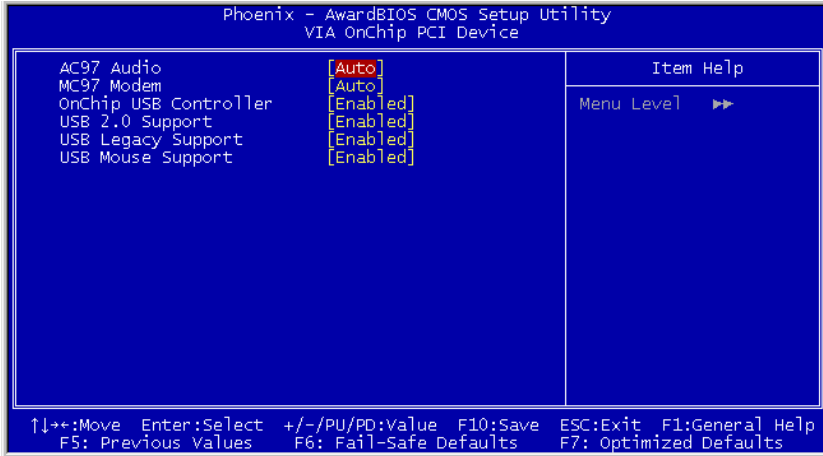 Phoenix - AwardBIOS CMOS Setup Utility
VIA OnChip PCI Device
AC97 Audio [Auto]
MC97 Modem [Auto]
OnChip USB Controller [Enabled]
USB 2.0 Support [Enabled]
USB Legacy Support [Enabled]
USB Mouse Support [Enabled]
Item Help
Menu Level ▶▶
↑↓→←:Move Enter:Select +/-/PU/PD:Value F10:Save ESC:Exit F1:General Help
F5: Previous Values F6: Fail-Safe Defaults F7: Optimized Defaults